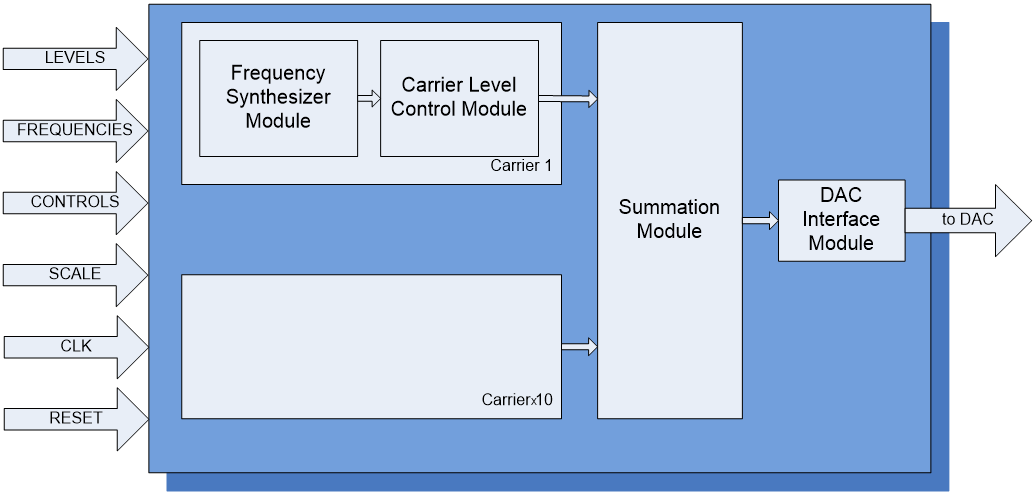 LEVELS
FREQUENCIES
CONTROLS
SCALE
CLK
RESET
Frequency
Synthesizer
Module
Carrier Level
Control Module
Carrier 1
Carrierx10
Summation
Module
DAC
Interface
Module
to DAC